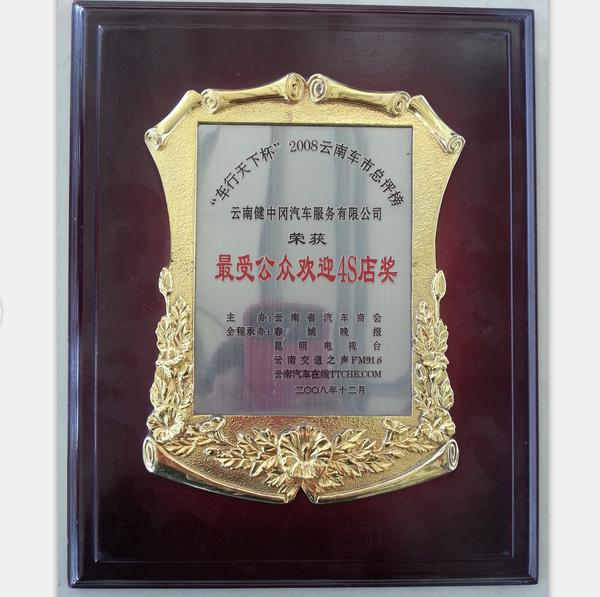 “车行天下杯”2008云南车市总评榜
云南健中冈汽车服务有限公司
荣获
最受公众欢迎4S店奖
主办:云南省汽车商会
全程承办:春城晚报
昆明电视台
云南交通之声FM91.8
云南汽车在线TTCHE.COM
二〇〇八年十二月